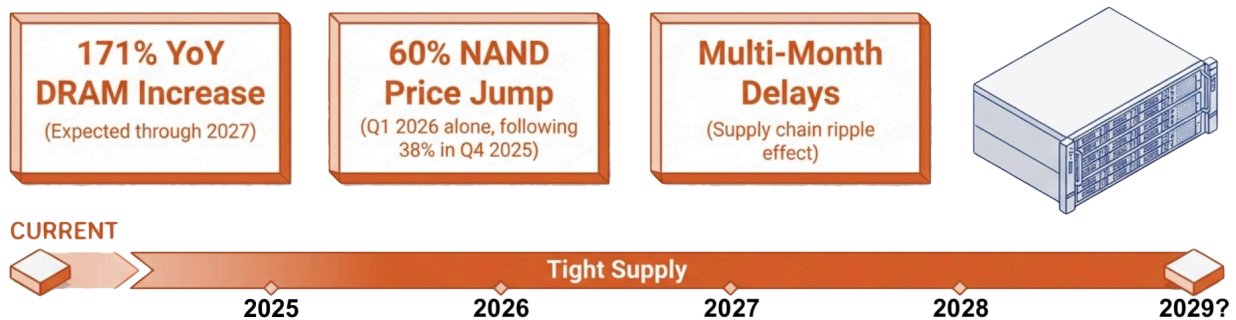 171% YoY
DRAM Increase
(Expected through 2027)
60% NAND
Price Jump
(Q1 2026 alone, following
38% in Q4 2025)
Multi-Month
Delays
(Supply chain ripple
effect)
CURRENT
Tight Supply
2025
2026
2027
2028
2029?